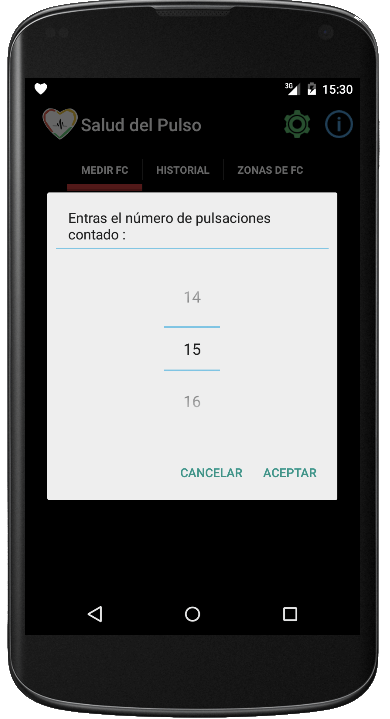 3G 15:30
Salud del Pulso
MEDIR FC HISTORIAL ZONAS DE FC
Entras el número de pulsaciones
contado :
14
15
16
CANCELAR ACEPTAR